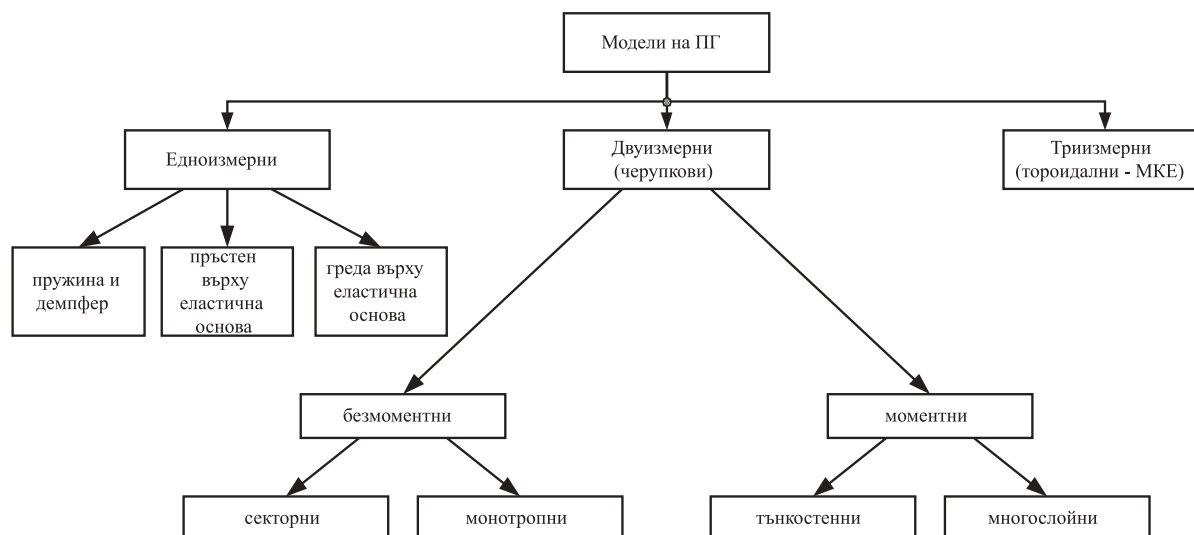 Модели на ПГ
Едноизмерни
Двуизмерни
(черупкови)
Триизмерни
(тороидални - МКЕ)
пружина и
демпфер
пръстен
върху
еластична
основа
греда върху
еластична
основа
безмоментни
моментни
секторни
монотропни
тънкостенни
многослойни